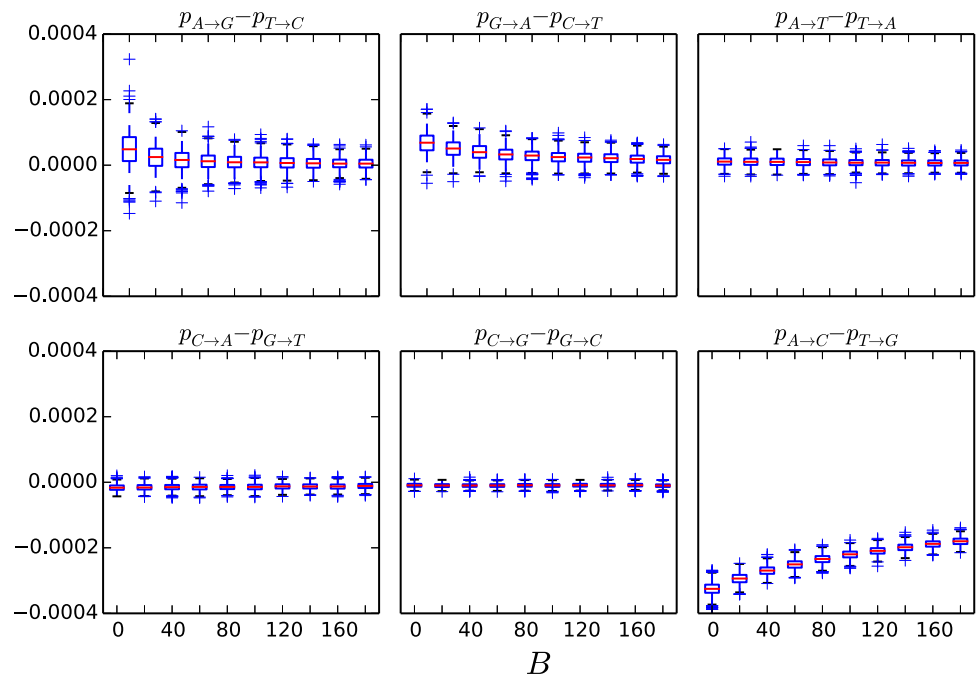 p_{A→G}−p_{T→C} p_{G→A}−p_{C→T} p_{A→T}−p_{T→A}
0.0004
0.0002
0.0000
−0.0002
−0.0004
p_{C→A}−p_{G→T} p_{C→G}−p_{G→C} p_{A→C}−p_{T→G}
0.0004
0.0002
0.0000
−0.0002
−0.0004
0 40 80 120 160 0 40 80 120 160 0 40 80 120 160
B